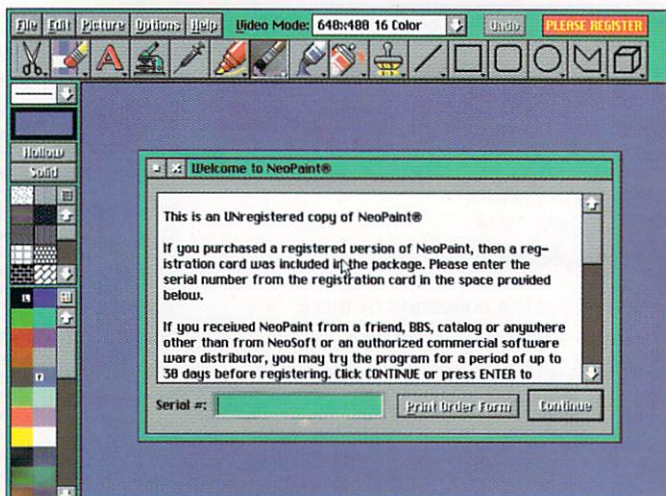 File Edit Picture Options Help Video Mode: 640x480 16 Color Undo PLEASE REGISTER
Hollow
Solid
Welcome to NeoPaint®
This is an UNregistered copy of NeoPaint®
If you purchased a registered version of NeoPaint, then a reg-
istration card was included in the package. Please enter the
serial number from the registration card in the space provided
below.
If you received NeoPaint from a friend, BBS, catalog or anywhere
other than from NeoSoft or an authorized commercial software
ware distributor, you may try the program for a period of up to
30 days before registering. Click CONTINUE or press ENTER to
Serial #: Print Order Form Continue